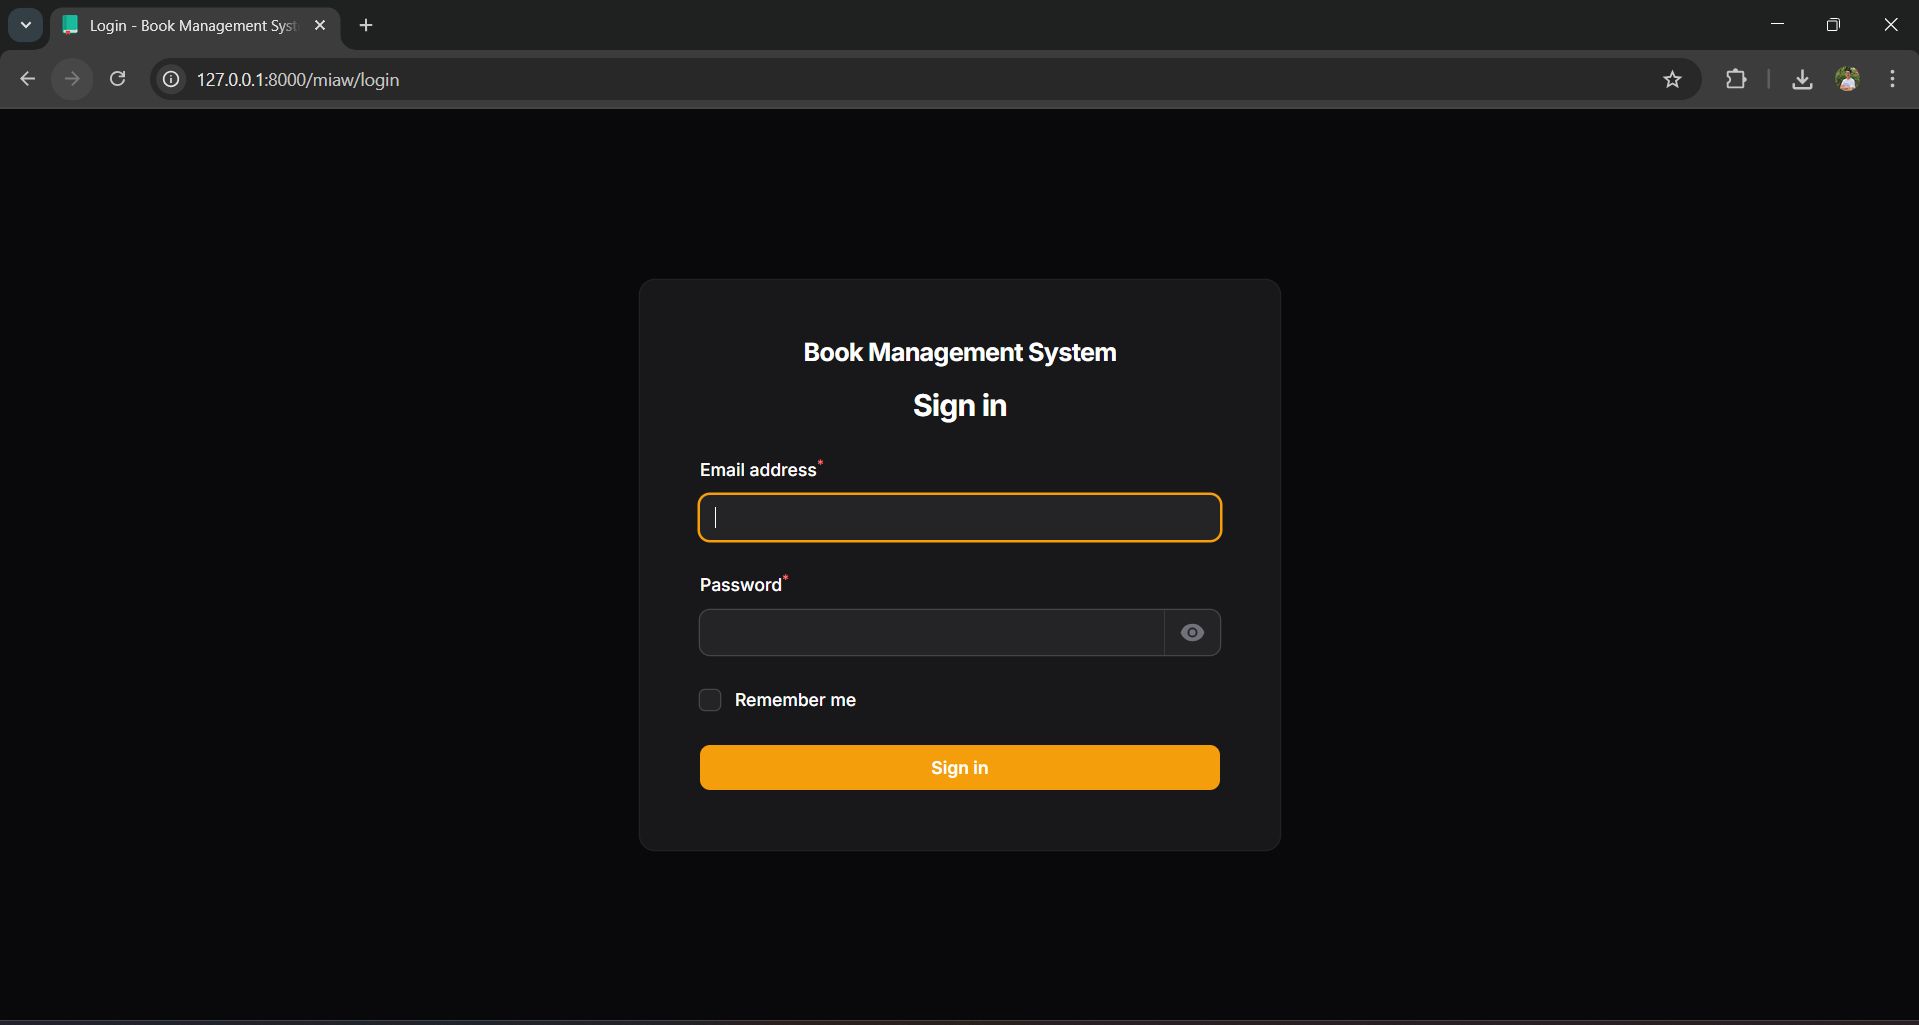 Login - Book Management Syst
127.0.0.1:8000/miaw/login
Book Management System
Sign in
Email address*
Password*
Remember me
Sign in